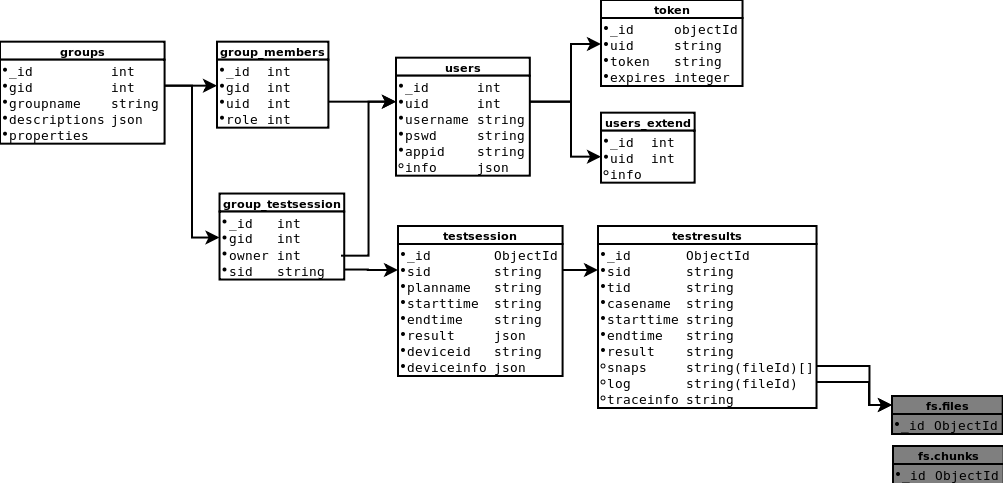 groups
•_id int
•gid int
•groupname string
•descriptions json
•properties
group_members
•_id int
•gid int
•uid int
•role int
users
•_id int
•uid int
•username string
•pswd string
•appid string
◦info json
token
•_id objectId
•uid string
•token string
•expires integer
users_extend
•_id int
•uid int
◦info
group_testsession
•_id int
•gid int
•owner int
•sid string
testsession
•_id ObjectId
•sid string
•planname string
•starttime string
•endtime string
•result json
•deviceid string
•deviceinfo json
testresults
•_id ObjectId
•sid string
•tid string
•casename string
•starttime string
•endtime string
•result string
◦snaps string(fileId)[]
◦log string(fileId)
◦traceinfo string
fs.files
•_id ObjectId
fs.chunks
•_id ObjectId